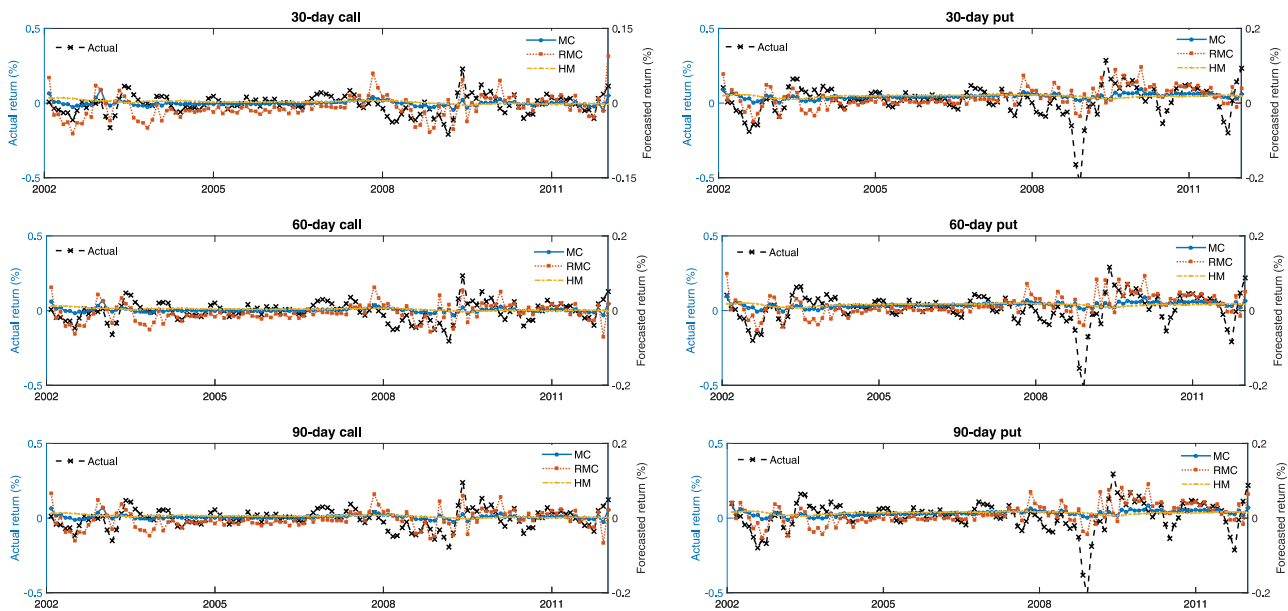 30-day call
0.5
0
-0.5
Actual return (%)
Actual
MC
RMC
HM
0.15
0
-0.15
Forecasted return (%)
2002
2005
2008
2011
30-day put
0.5
0
-0.5
Actual return (%)
Actual
MC
RMC
HM
0.2
0
-0.2
Forecasted return (%)
2002
2005
2008
2011
60-day call
0.5
0
-0.5
Actual return (%)
Actual
MC
RMC
HM
0.2
0
-0.2
Forecasted return (%)
2002
2005
2008
2011
60-day put
0.5
0
-0.5
Actual return (%)
Actual
MC
RMC
HM
0.2
0
-0.2
Forecasted return (%)
2002
2005
2008
2011
90-day call
0.5
0
-0.5
Actual return (%)
Actual
MC
RMC
HM
0.2
0
-0.2
Forecasted return (%)
2002
2005
2008
2011
90-day put
0.5
0
-0.5
Actual return (%)
Actual
MC
RMC
HM
0.2
0
-0.2
Forecasted return (%)
2002
2005
2008
2011